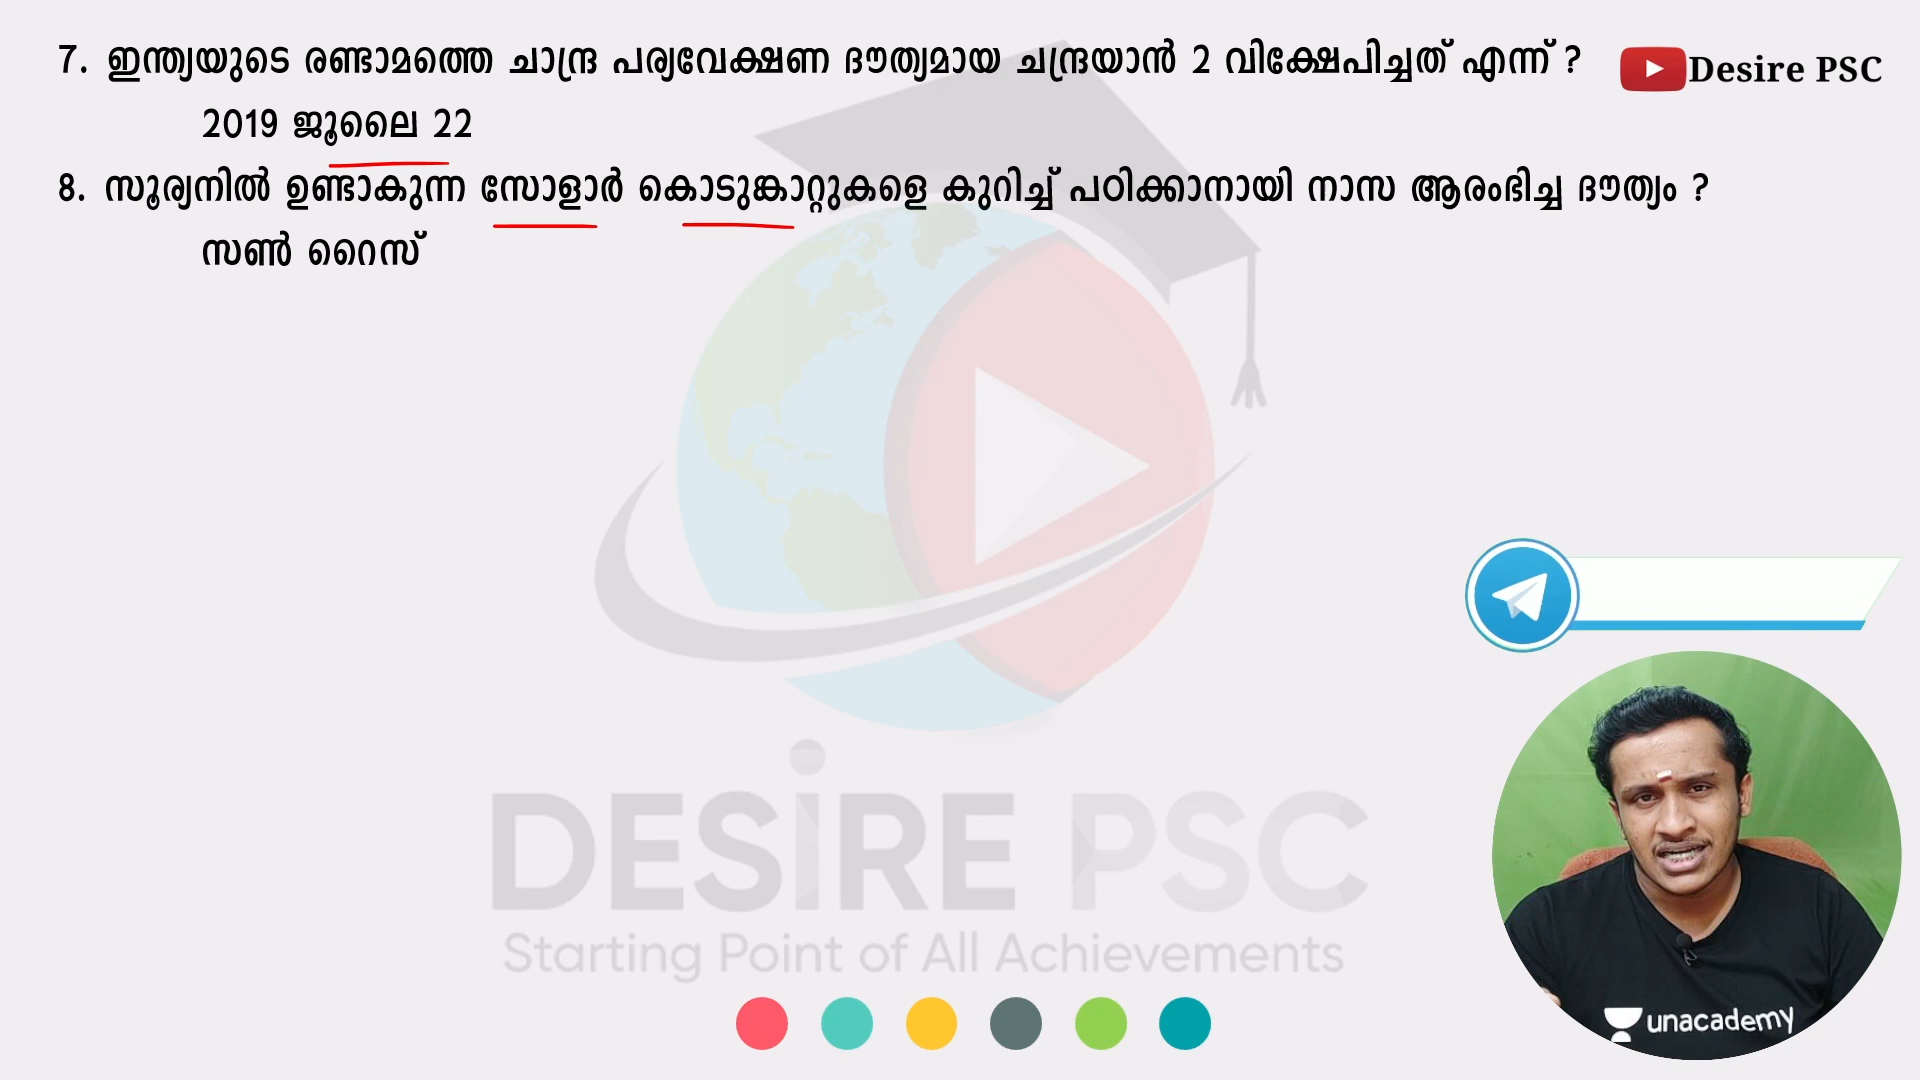 7. ഇന്ത്യയുടെ രണ്ടാമത്തെ ചാന്ദ്ര പര്യവേക്ഷണ ദൗത്യമായ ചന്ദ്രയാൻ 2 വിക്ഷേപിച്ചത് എന്ന് ?
Desire PSC
2019 ജൂലൈ 22
8. സൂര്യനിൽ ഉണ്ടാകുന്ന സോളാർ കൊടുങ്കാറ്റുകളെ കുറിച്ച് പഠിക്കാനായി നാസ ആരംഭിച്ച ദൗത്യം ?
സൺ റൈസ്
DESiRE PSC
Starting Point of All Achievements
unacademy